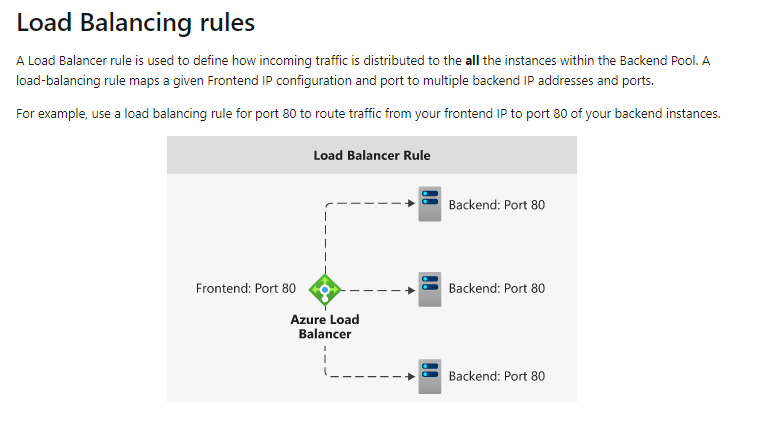 Load Balancing rules
A Load Balancer rule is used to define how incoming traffic is distributed to the all the instances within the Backend Pool. A
load-balancing rule maps a given Frontend IP configuration and port to multiple backend IP addresses and ports.
For example, use a load balancing rule for port 80 to route traffic from your frontend IP to port 80 of your backend instances.
Load Balancer Rule
Backend: Port 80
Frontend: Port 80
Backend: Port 80
Azure Load
Balancer
Backend: Port 80